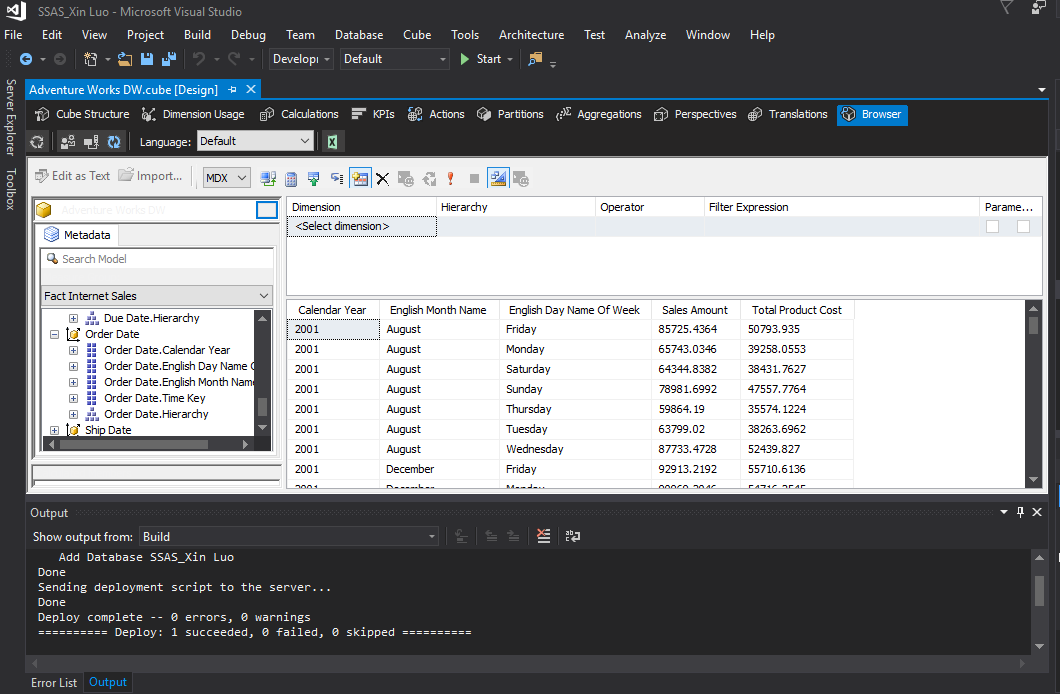 SSAS_Xin Luo - Microsoft Visual Studio
File Edit View Project Build Debug Team Database Cube Tools Architecture Test Analyze Window Help
Developi Default Start
Server Explorer
Toolbox
Adventure Works DW.cube [Design]
Cube Structure Dimension Usage Calculations KPIs Actions Partitions Aggregations Perspectives Translations Browser
Language: Default
Edit as Text Import... MDX
Adventure Works DW
Metadata
Search Model
Fact Internet Sales
Due Date.Hierarchy
Order Date
Order Date.Calendar Year
Order Date.English Day Name
Order Date.English Month Name
Order Date.Time Key
Order Date.Hierarchy
Ship Date
Dimension Hierarchy Operator Filter Expression Parame...
<Select dimension>
Calendar Year English Month Name English Day Name Of Week Sales Amount Total Product Cost
2001 August Friday 85725.4364 50793.935
2001 August Monday 65743.0346 39258.0553
2001 August Saturday 64344.8382 38431.7627
2001 August Sunday 78981.6992 47557.7764
2001 August Thursday 59864.19 35574.1224
2001 August Tuesday 63799.02 38263.6962
2001 August Wednesday 87733.4728 52439.827
2001 December Friday 92913.2192 55710.6136
Output
Show output from: Build
Add Database SSAS_Xin Luo
Done
Sending deployment script to the server...
Done
Deploy complete -- 0 errors, 0 warnings
========== Deploy: 1 succeeded, 0 failed, 0 skipped ==========
Error List Output